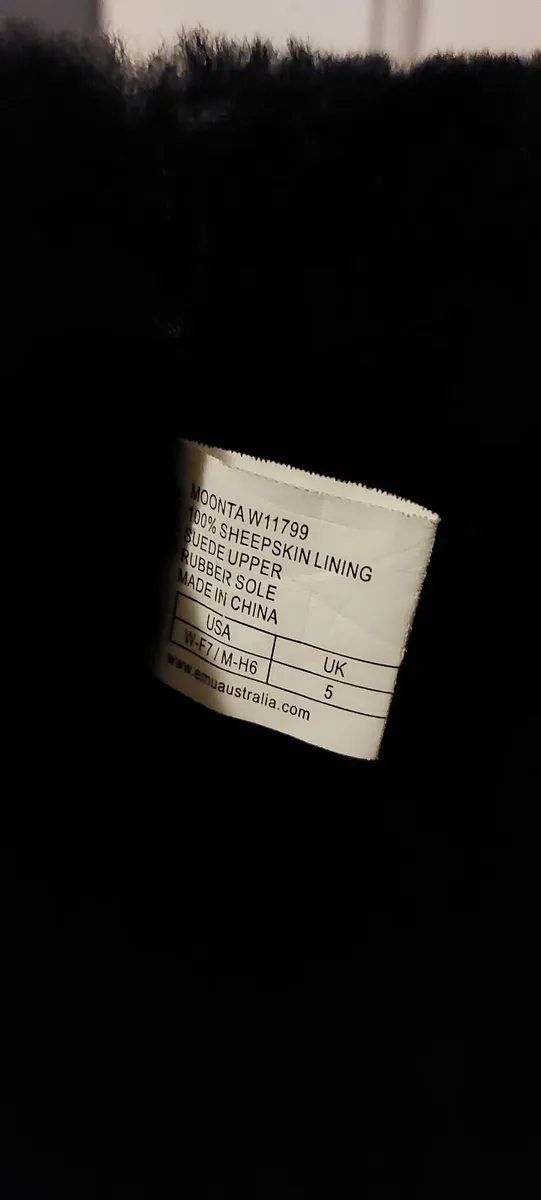 MOONTA W11799
100% SHEEPSKIN LINING
SUEDE UPPER
RUBBER SOLE
MADE IN CHINA
USA UK
W-F7/M-H6 5
www.emuaustralia.com